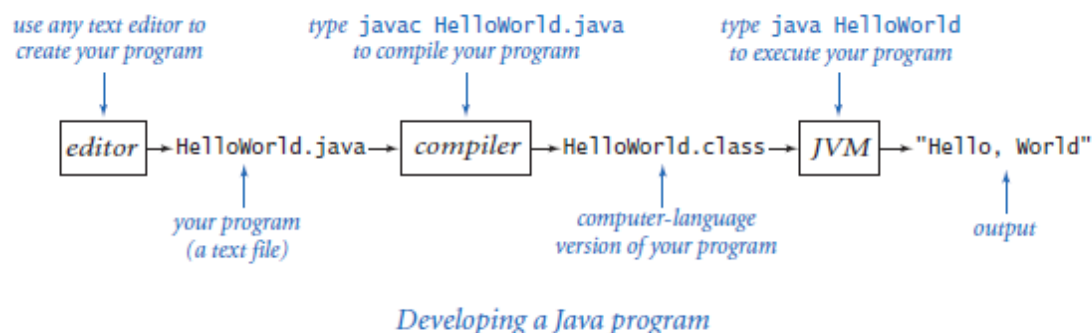 use any text editor to
create your program
type javac HelloWorld.java
to compile your program
type java HelloWorld
to execute your program
editor
HelloWorld.java
compiler
HelloWorld.class
JVM
"Hello, World"
your program
(a text file)
computer-language
version of your program
output
Developing a Java program